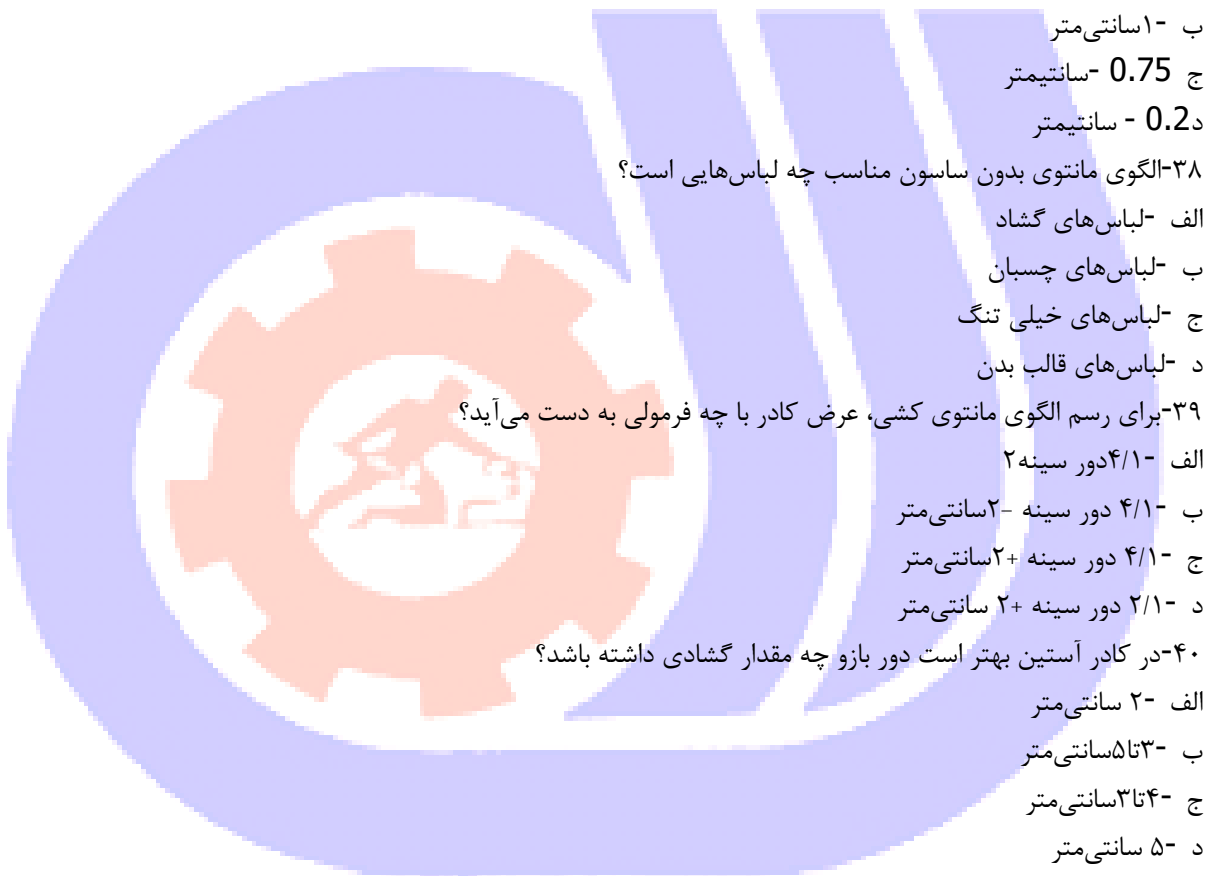 ب -۱سانتی‌متر
ج 0.75 -سانتیمتر
د0.2 - سانتیمتر
۳۸-الگوی مانتوی بدون ساسون مناسب چه لباس‌هایی است؟
الف -لباس‌های گشاد
ب -لباس‌های چسبان
ج -لباس‌های خیلی تنگ
د -لباس‌های قالب بدن
۳۹-برای رسم الگوی مانتوی کشی، عرض کادر با چه فرمولی به دست می‌آید؟
الف -۴/۱دور سینه۲
ب -۴/۱ دور سینه -۲سانتی‌متر
ج -۴/۱ دور سینه +۲سانتی‌متر
د -۲/۱ دور سینه +۲ سانتی‌متر
۴۰-در کادر آستین بهتر است دور بازو چه مقدار گشادی داشته باشد؟
الف -۲ سانتی‌متر
ب -۳تا۵سانتی‌متر
ج -۴تا۳سانتی‌متر
د -۵ سانتی‌متر